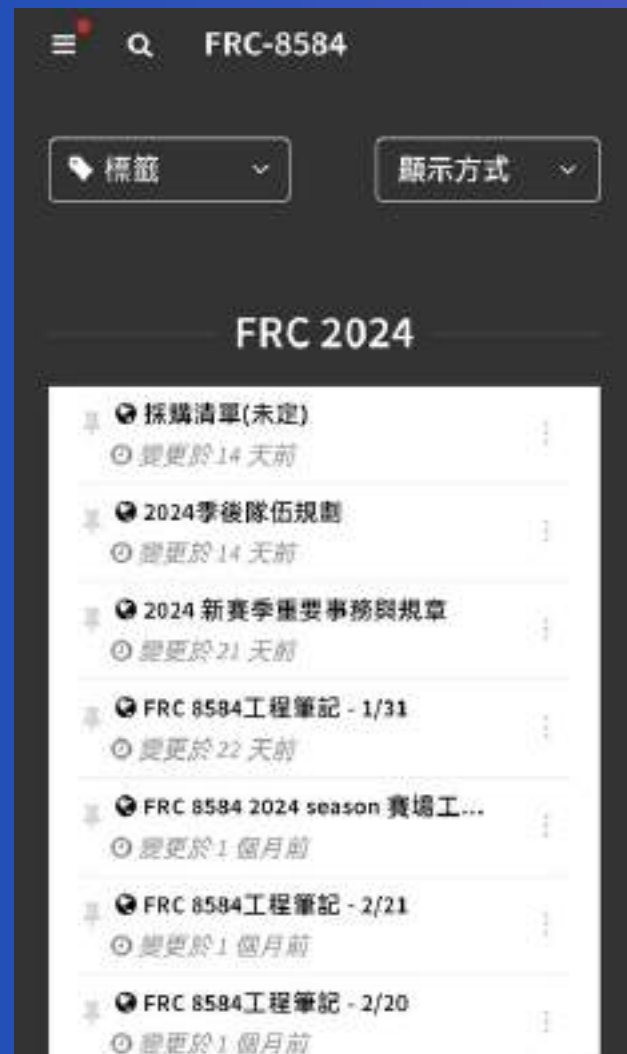 FRC-8584
標籤
顯示方式
FRC 2024
採購清單(未定)
變更於 14 天前
2024季後隊伍規劃
變更於 14 天前
2024 新賽季重要事務與規章
變更於 21 天前
FRC 8584工程筆記 - 1/31
變更於 22 天前
FRC 8584 2024 season 賽場工...
變更於 1 個月前
FRC 8584工程筆記 - 2/21
變更於 1 個月前
FRC 8584工程筆記 - 2/20
變更於 1 個月前